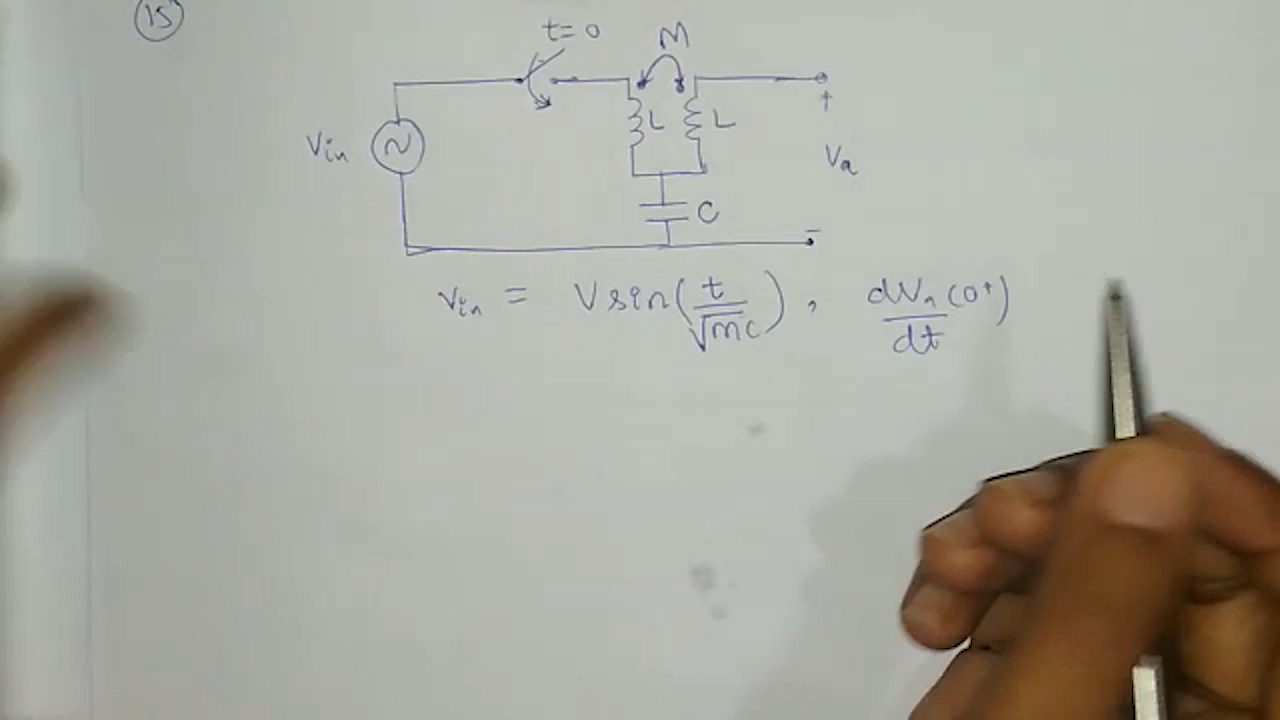 15
t=0
M
Vin
L
L
+
Va
C
-
Vin = V sin(t/√mc), dVa(0+)/dt